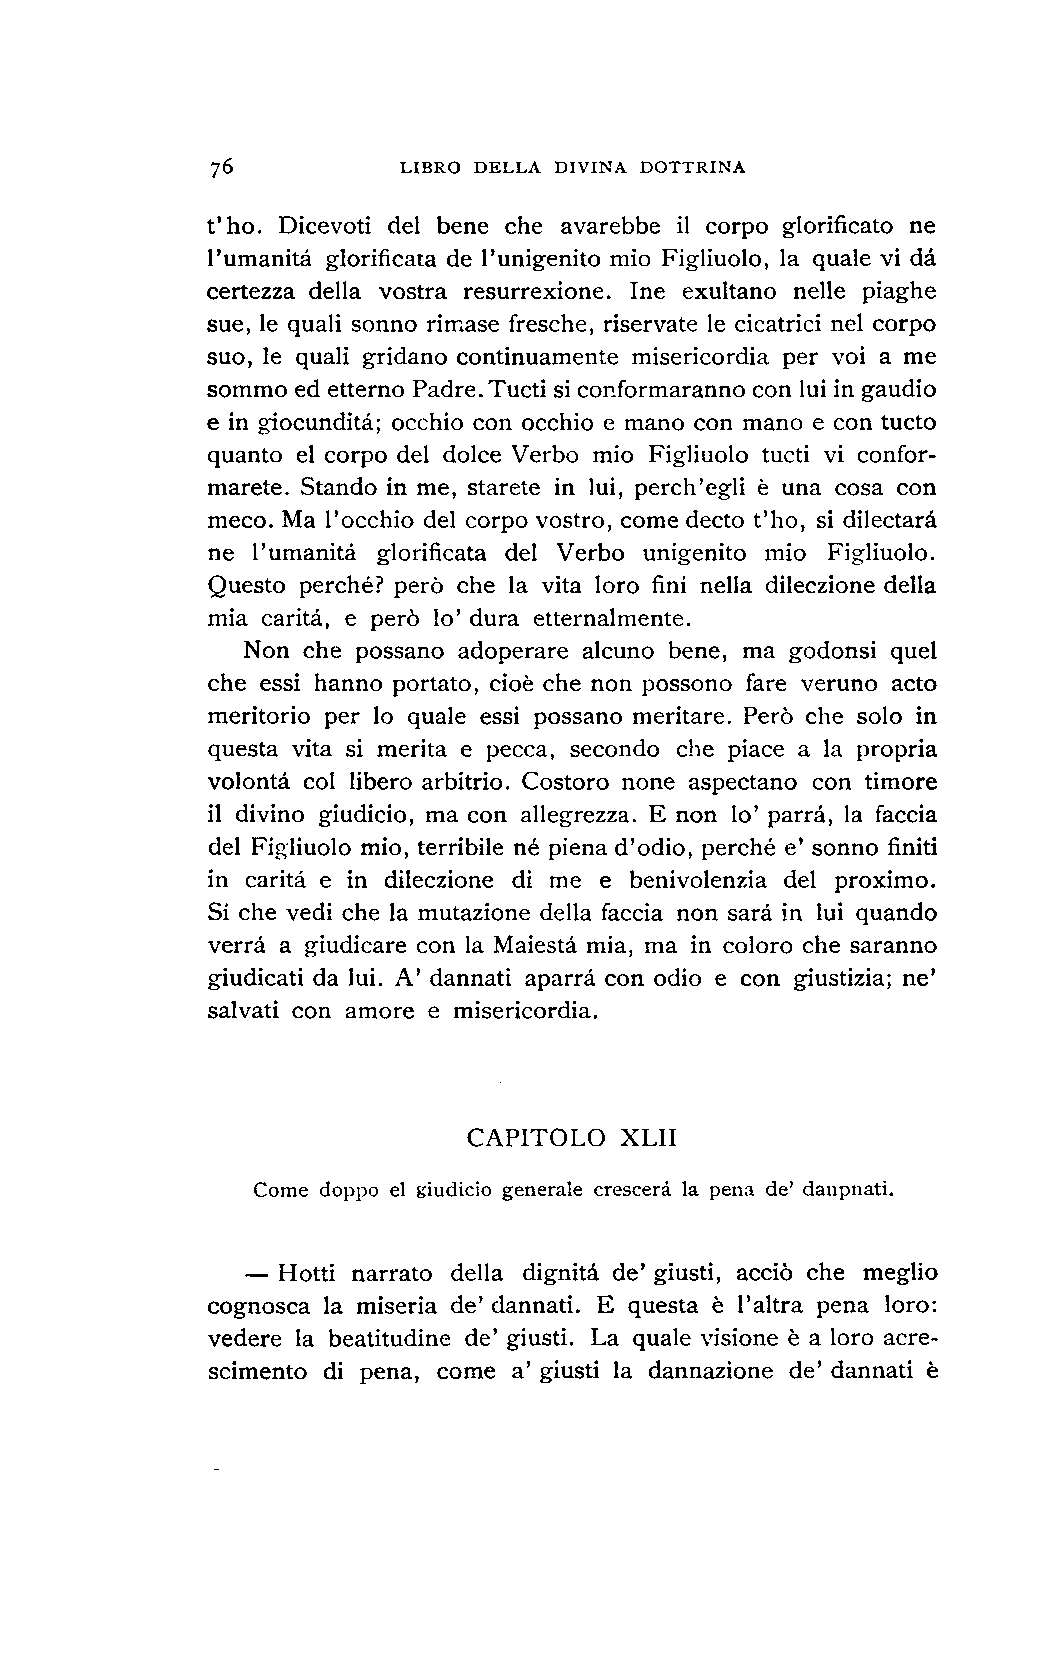 76 LIBRO DELLA DIVINA DOTTRINA
t'ho. Dicevoti del bene che avarebbe il corpo glorificato ne
l'umanitá glorificata de l'unigenito mio Figliuolo, la quale vi dá
certezza della vostra resurrexione. Ine exultano nelle piaghe
sue, le quali sonno rimase fresche, riservate le cicatrici nel corpo
suo, le quali gridano continuamente misericordia per voi a me
sommo ed etterno Padre. Tucti si conformaranno con lui in gaudio
e in giocunditá; occhio con occhio e mano con mano e con tucto
quanto el corpo del dolce Verbo mio Figliuolo tucti vi confor-
marete. Stando in me, starete in lui, perch'egli è una cosa con
meco. Ma l'occhio del corpo vostro, come decto t'ho, si dilectará
ne l'umanitá glorificata del Verbo unigenito mio Figliuolo.
Questo perché? però che la vita loro fini nella dileczione della
mia caritá, e però lo' dura etternalmente.
Non che possano adoperare alcuno bene, ma godonsi quel
che essi hanno portato, cioè che non possono fare veruno acto
meritorio per lo quale essi possano meritare. Però che solo in
questa vita si merita e pecca, secondo che piace a la propria
volontá col libero arbitrio. Costoro none aspectano con timore
il divino giudicio, ma con allegrezza. E non lo' parrá, la faccia
del Figliuolo mio, terribile né piena d'odio, perché e' sonno finiti
in caritá e in dileczione di me e benivolenzia del proximo.
Sí che vedi che la mutazione della faccia non sará in lui quando
verrá a giudicare con la Maiestá mia, ma in coloro che saranno
giudicati da lui. A' dannati aparrá con odio e con giustizia; ne'
salvati con amore e misericordia.
CAPITOLO XLII
Come doppo el giudicio generale crescerá la pena de' danpnati.
— Hotti narrato della dignitá de' giusti, acciò che meglio
cognosca la miseria de' dannati. E questa è l'altra pena loro:
vedere la beatitudine de' giusti. La quale visione è a loro acre-
scimento di pena, come a' giusti la dannazione de' dannati è